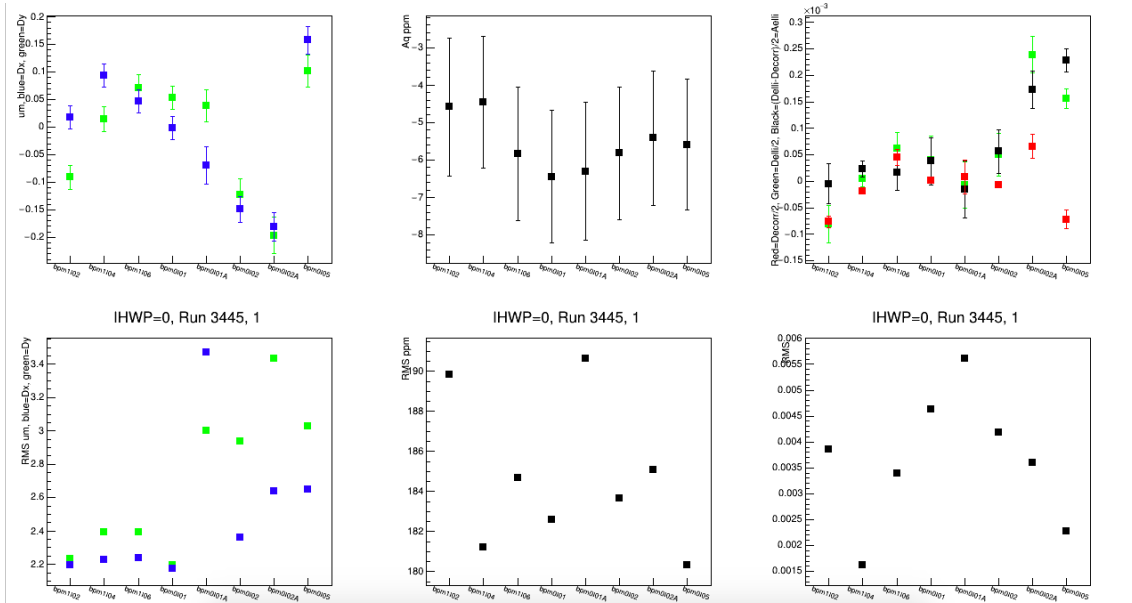 um, blue=Dx, green=Dy
0.2
0.15
0.1
0.05
0
−0.05
−0.1
−0.15
−0.2
bpm1i02
bpm1i04
bpm1i06
bpm0i01
bpm0i01A
bpm0i02
bpm0i02A
bpm0i05
Aq ppm
−3
−4
−5
−6
−7
−8
bpm1i02
bpm1i04
bpm1i06
bpm0i01
bpm0i01A
bpm0i02
bpm0i02A
bpm0i05
×10⁻³
Red=Decorr/2, Green=Delli/2, Black=(Delli-Decorr)/2=Aelli
0.3
0.25
0.2
0.15
0.1
0.05
0
−0.05
−0.1
−0.15
bpm1i02
bpm1i04
bpm1i06
bpm0i01
bpm0i01A
bpm0i02
bpm0i02A
bpm0i05
IHWP=0, Run 3445, 1
RMS um, blue=Dx, green=Dy
3.4
3.2
3
2.8
2.6
2.4
2.2
bpm1i02
bpm1i04
bpm1i06
bpm0i01
bpm0i01A
bpm0i02
bpm0i02A
bpm0i05
IHWP=0, Run 3445, 1
RMS ppm
190
188
186
184
182
180
bpm1i02
bpm1i04
bpm1i06
bpm0i01
bpm0i01A
bpm0i02
bpm0i02A
bpm0i05
IHWP=0, Run 3445, 1
RMS
0.006
0.0055
0.005
0.0045
0.004
0.0035
0.003
0.0025
0.002
0.0015
bpm1i02
bpm1i04
bpm1i06
bpm0i01
bpm0i01A
bpm0i02
bpm0i02A
bpm0i05